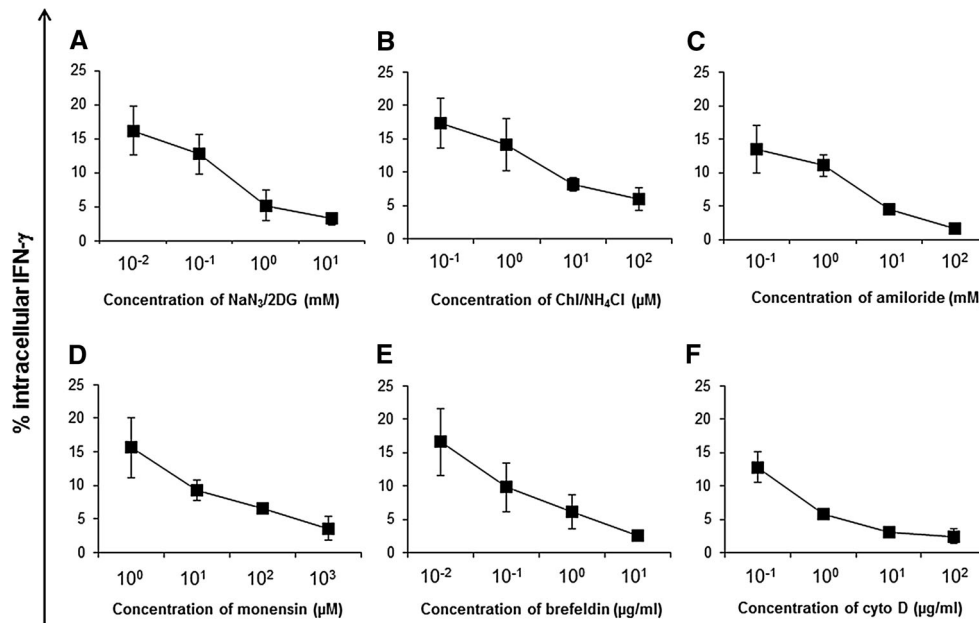 % intracellular IFN-γ
A
25
20
15
10
5
0
10⁻² 10⁻¹ 10⁰ 10¹
Concentration of NaN₃/2DG (mM)
B
25
20
15
10
5
0
10⁻¹ 10⁰ 10¹ 10²
Concentration of Chl/NH₄Cl (µM)
C
25
20
15
10
5
0
10⁻¹ 10⁰ 10¹ 10²
Concentration of amiloride (mM
D
25
20
15
10
5
0
10⁰ 10¹ 10² 10³
Concentration of monensin (µM)
E
25
20
15
10
5
0
10⁻² 10⁻¹ 10⁰ 10¹
Concentration of brefeldin (µg/ml)
F
25
20
15
10
5
0
10⁻¹ 10⁰ 10¹ 10²
Concentration of cyto D (µg/ml)